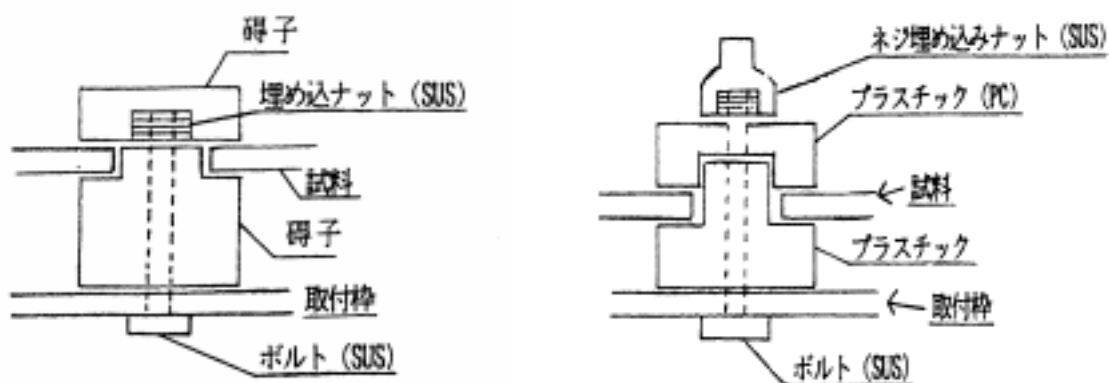 碍子
埋め込ナット (SUS)
試料
碍子
取付枠
ボルト (SUS)
ネジ埋め込みナット (SUS)
プラスチック (PC)
試料
プラスチック
取付枠
ボルト (SUS)